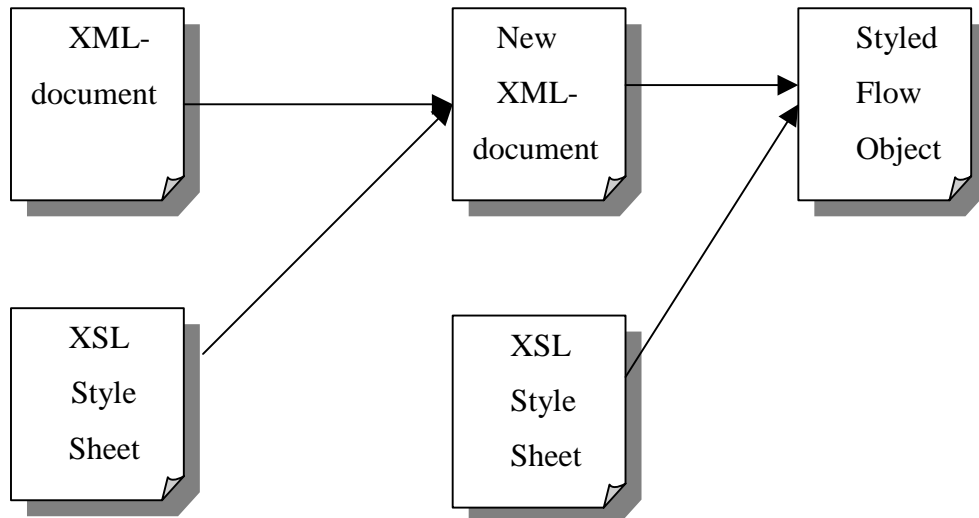 XML-
document
New
XML-
document
Styled
Flow
Object
XSL
Style
Sheet
XSL
Style
Sheet